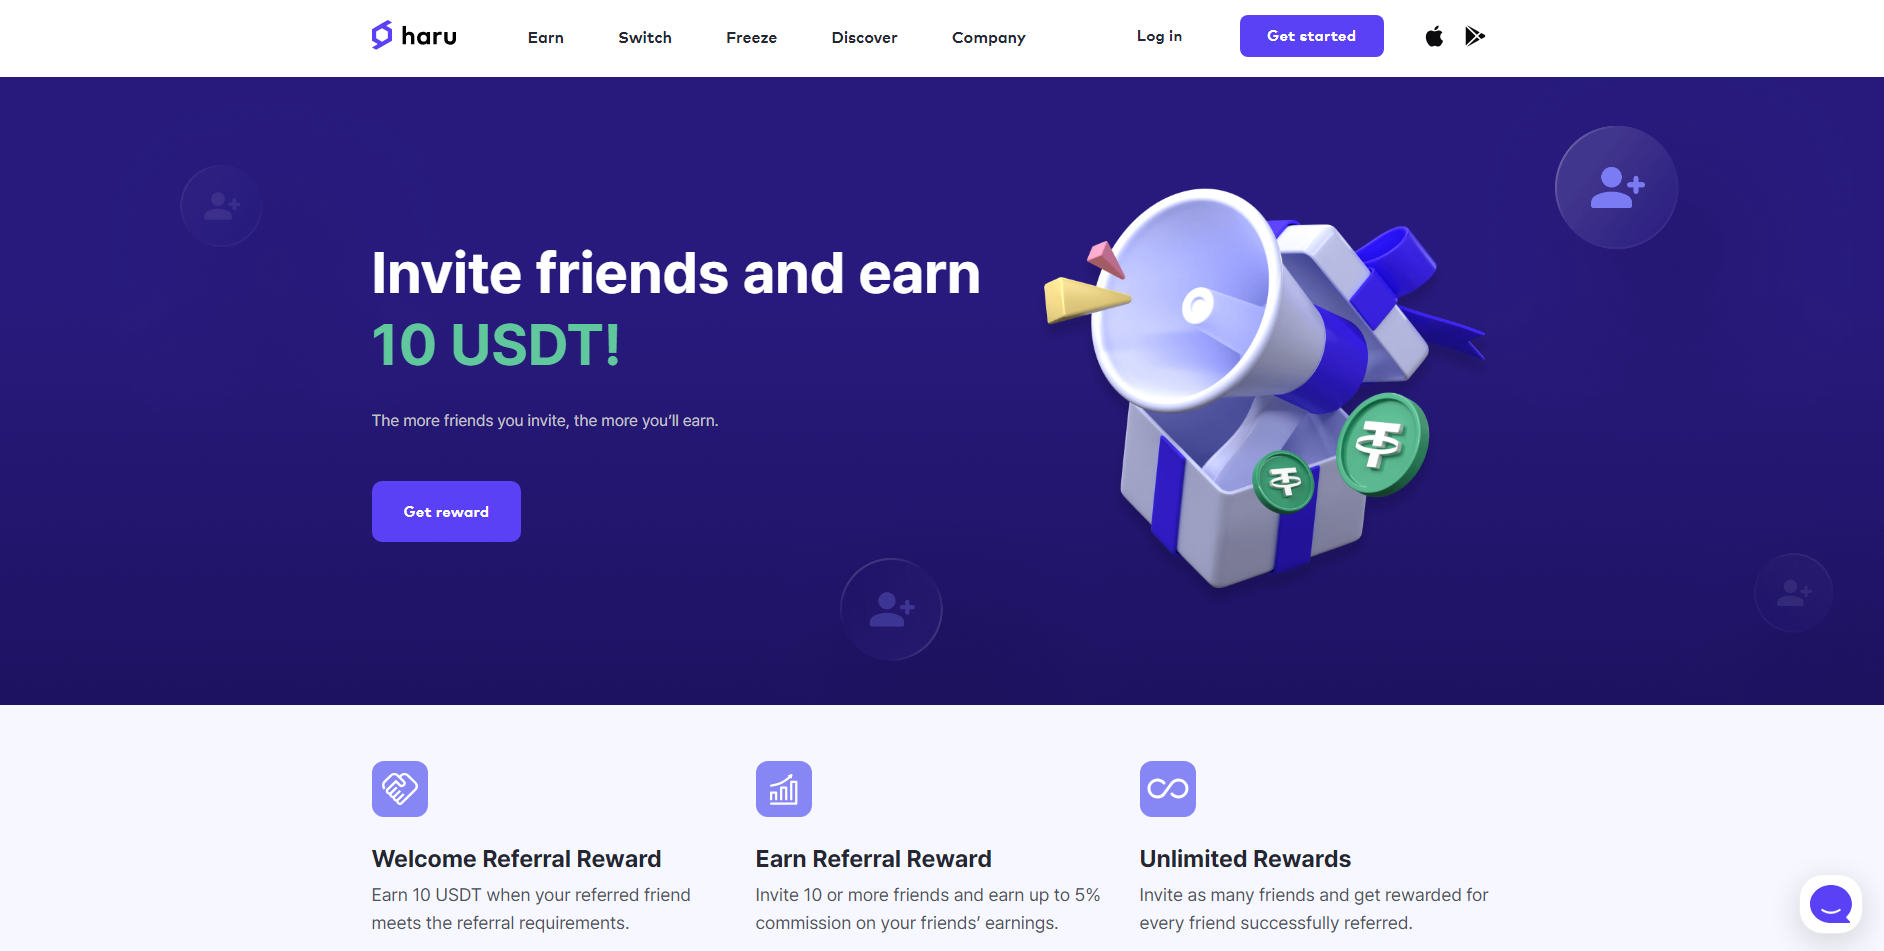 haru
Earn
Switch
Freeze
Discover
Company
Log in
Get started
Invite friends and earn
10 USDT!
The more friends you invite, the more you’ll earn.
Get reward
Welcome Referral Reward
Earn 10 USDT when your referred friend
meets the referral requirements.
Earn Referral Reward
Invite 10 or more friends and earn up to 5%
commission on your friends’ earnings.
Unlimited Rewards
Invite as many friends and get rewarded for
every friend successfully referred.